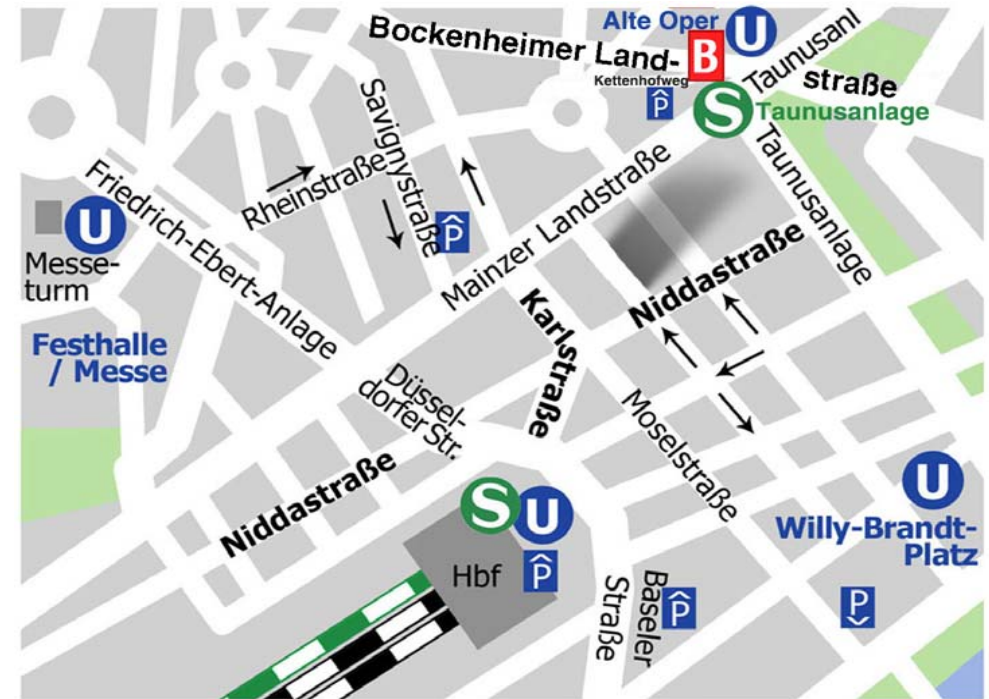 Alte Oper
U
Taunusanl
Bockenheimer Land-
B
straße
Kettenhofweg
P
S
Taunusanlage
Savignystraße
Rheinstraße
P
Mainzer Landstraße
Taunusanlage
Friedrich-Ebert-Anlage
U
Messe-
turm
Festhalle
/ Messe
Niddastraße
Karlstraße
Düssel-
dorfer Str.
Moselstraße
Niddastraße
S
U
U
Willy-Brandt-
Platz
Hbf
P
Baseler
Straße
P
P